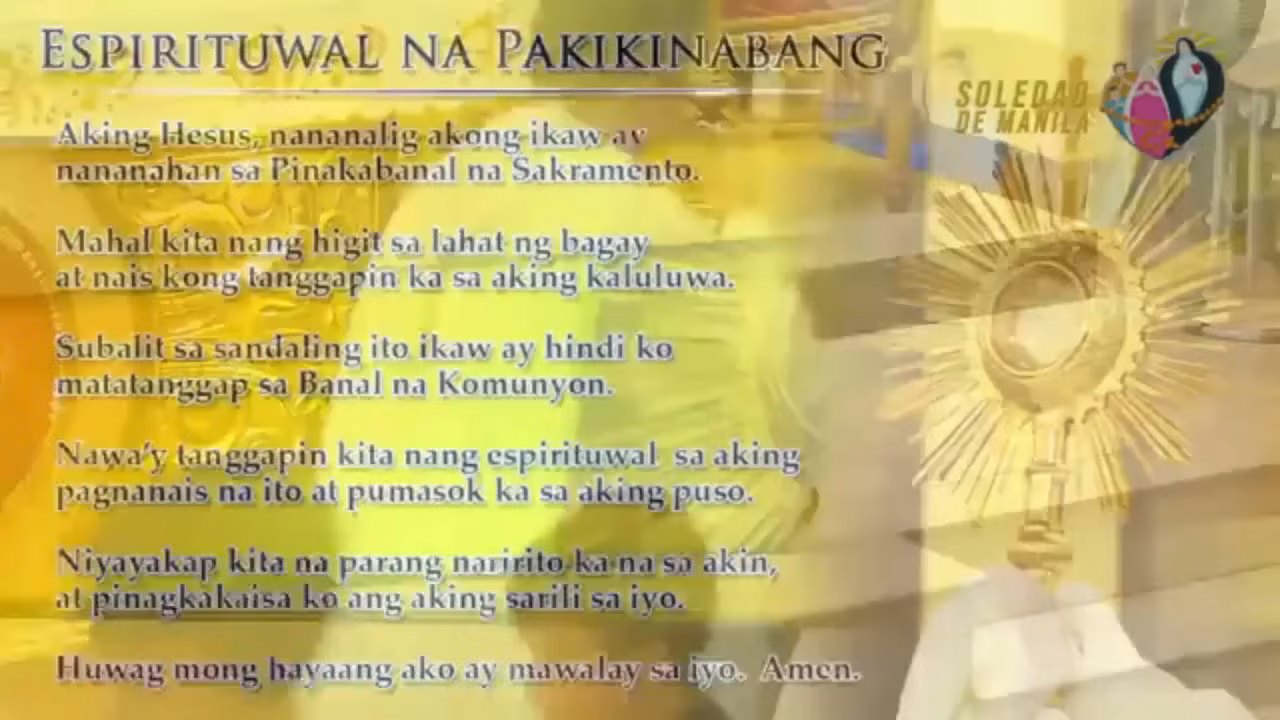 ESPIRITUWAL NA PAKIKINABANG
SOLEDAD
DE MANILA
Aking Hesus, nananalig akong ikaw ay
nananahan sa Pinakabanal na Sakramento.
Mahal kita nang higit sa lahat ng bagay
at nais kong tanggapin ka sa aking kaluluwa.
Subalit sa sandaling ito ikaw ay hindi ko
matatanggap sa Banal na Komunyon.
Nawa'y tanggapin kita nang espirituwal sa aking
pagnanais na ito at pumasok ka sa aking puso.
Niyayakap kita na parang naririto ka na sa akin,
at pinagkakaisa ko ang aking sarili sa iyo.
Huwag mong hayaang ako ay mawalay sa iyo. Amen.